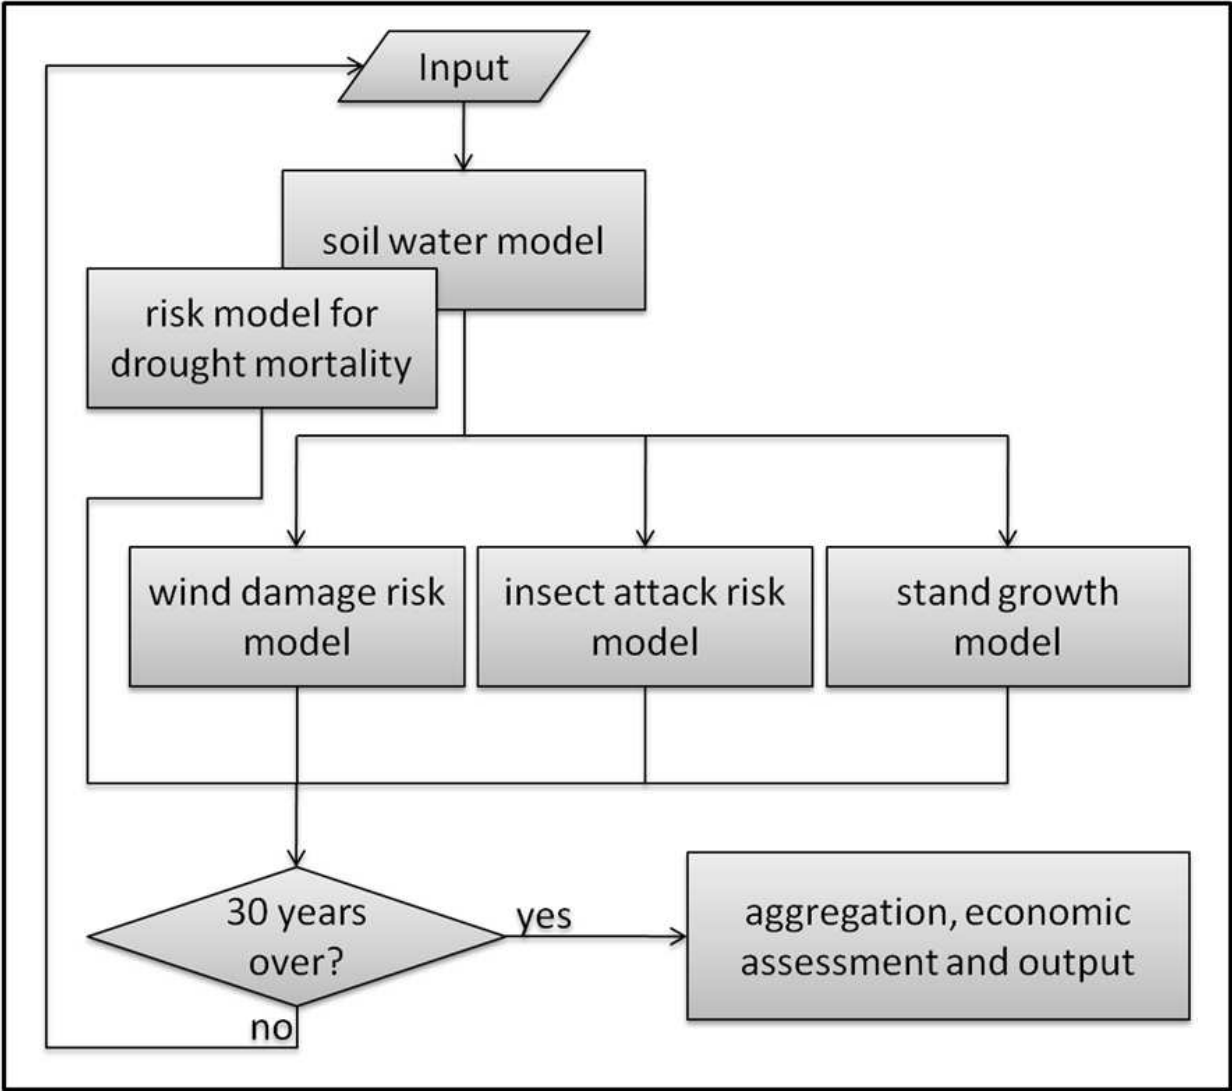 Input
soil water model
risk model for
drought mortality
wind damage risk
model
insect attack risk
model
stand growth
model
30 years
over?
yes
aggregation, economic
assessment and output
no